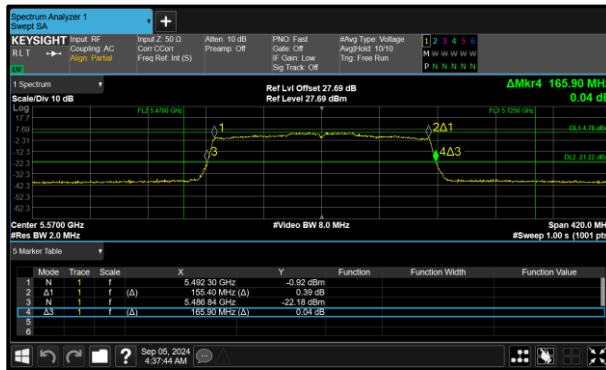 Spectrum Analyzer 1
Swept SA
+
KEYSIGHT Input: RF Input Z: 50 Ω Atten: 10 dB PNO: Fast #Avg Type: Voltage 1 2 3 4 5 6
RLT Coupling: AC Corr CCorr Preamp: Off Gate: Off Avg|Hold: 10/10 M W W W W W
Align: Partial Freq Ref: Int (S) IF Gain: Low Trig: Free Run P N N N N N
Sig Track: Off
1 Spectrum Ref Lvl Offset 27.69 dB ΔMkr4 165.90 MHz
Scale/Div 10 dB Ref Level 27.69 dBm 0.04 dB
Log FL2 5.4700 GHz FL3 5.7250 GHz
17.7
7.69 1 2Δ1 DL1 4.78 dB
-2.31
-12.3 3 4Δ3
-22.3 DL2 -21.22 dB
-32.3
-42.3
-52.3
-62.3
Center 5.5700 GHz #Video BW 8.0 MHz Span 420.0 MHz
#Res BW 2.0 MHz #Sweep 1.00 s (1001 pts
5 Marker Table
Mode Trace Scale X Y Function Function Width Function Value
1 N 1 f 5.492 30 GHz -0.92 dBm
2 Δ1 1 f (Δ) 155.40 MHz (Δ) 0.39 dB
3 N 1 f 5.486 84 GHz -22.18 dBm
4 Δ3 1 f (Δ) 165.90 MHz (Δ) 0.04 dB
5
6
? Sep 05, 2024
4:37:44 AM